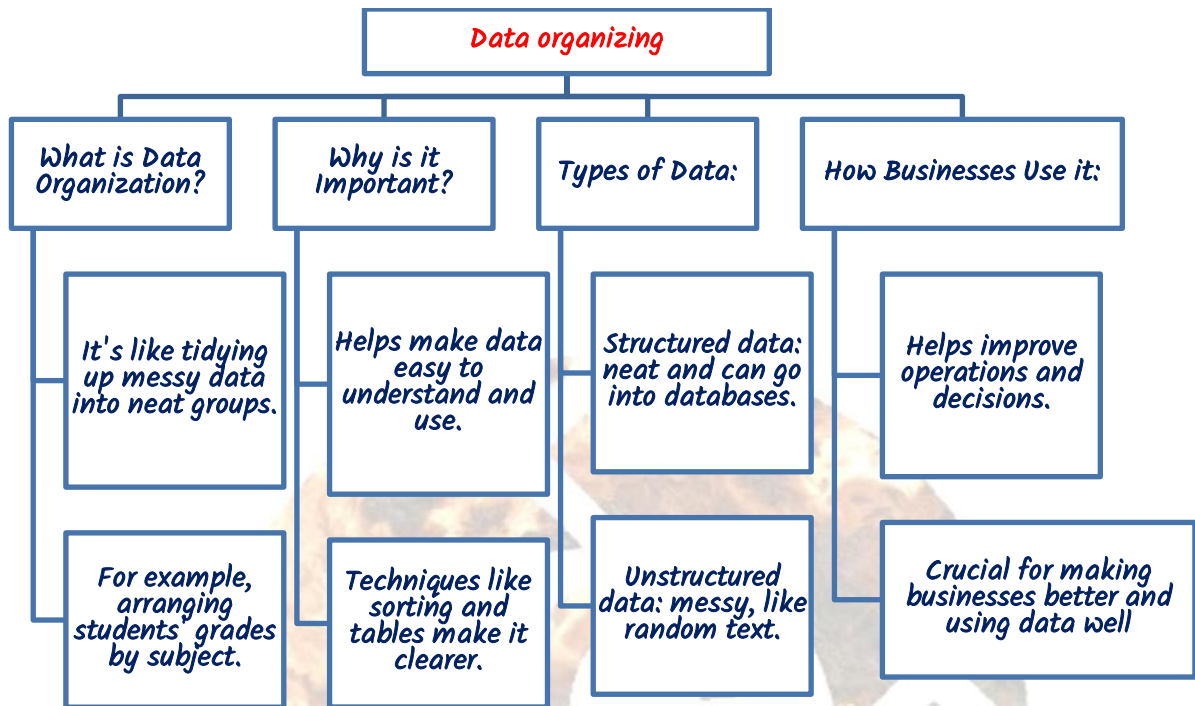 Data organizing
What is Data
Organization?
It's like tidying
up messy data
into neat groups.
For example,
arranging
students' grades
by subject.
Why is it
Important?
Helps make data
easy to
understand and
use.
Techniques like
sorting and
tables make it
clearer.
Types of Data:
Structured data:
neat and can go
into databases.
Unstructured
data: messy, like
random text.
How Businesses Use it:
Helps improve
operations and
decisions.
Crucial for making
businesses better and
using data well